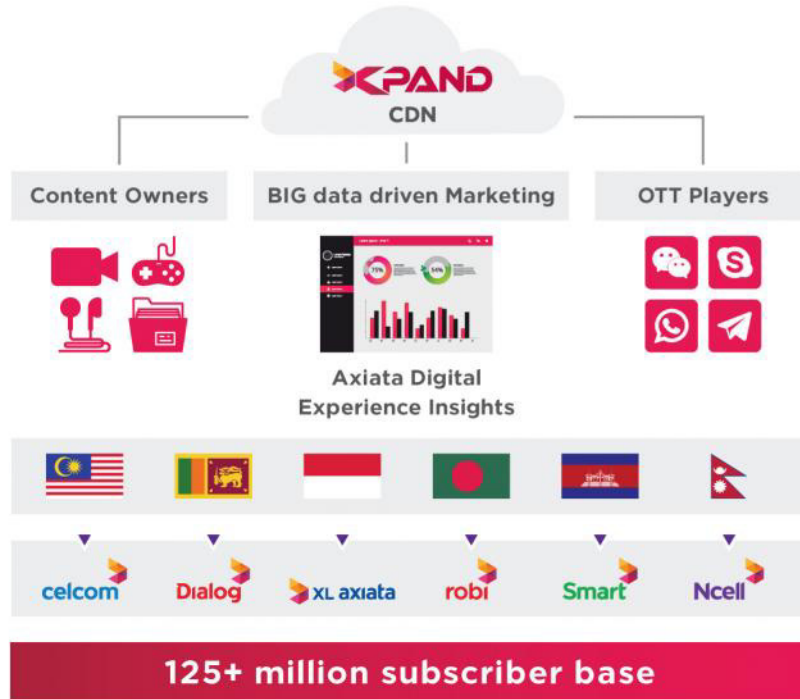 XPAND
CDN
Content Owners
BIG data driven Marketing
OTT Players
75%
Axiata Digital
Experience Insights
celcom
Dialog
XL axiata
robi
Smart
Ncell
125+ million subscriber base